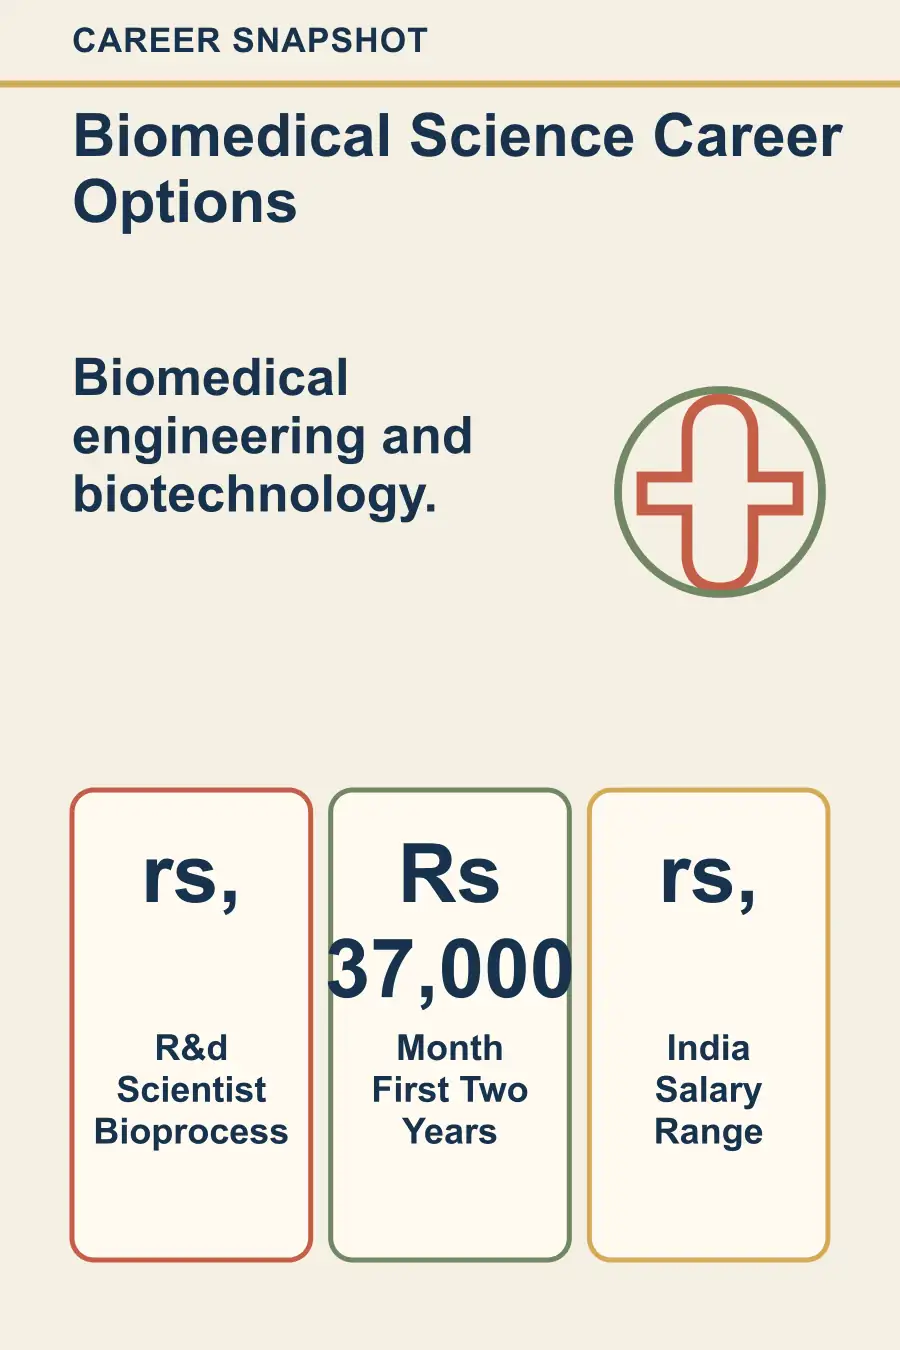 CAREER SNAPSHOT
Biomedical Science Career
Options
Biomedical
engineering and
biotechnology.
rs,
R&d
Scientist
Bioprocess
Rs
37,000
Month
First Two
Years
rs,
India
Salary
Range